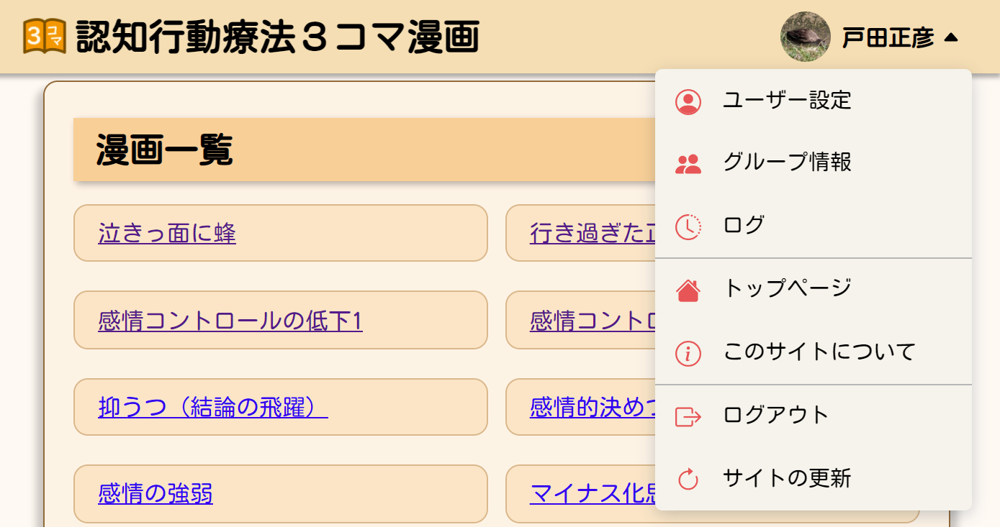 3コマ 認知行動療法３コマ漫画
戸田正彦
漫画一覧
泣きっ面に蜂
行き過ぎた
感情コントロールの低下1
感情コント
抑うつ（結論の飛躍）
感情的決め
感情の強弱
マイナス化
ユーザー設定
グループ情報
ログ
トップページ
このサイトについて
ログアウト
サイトの更新